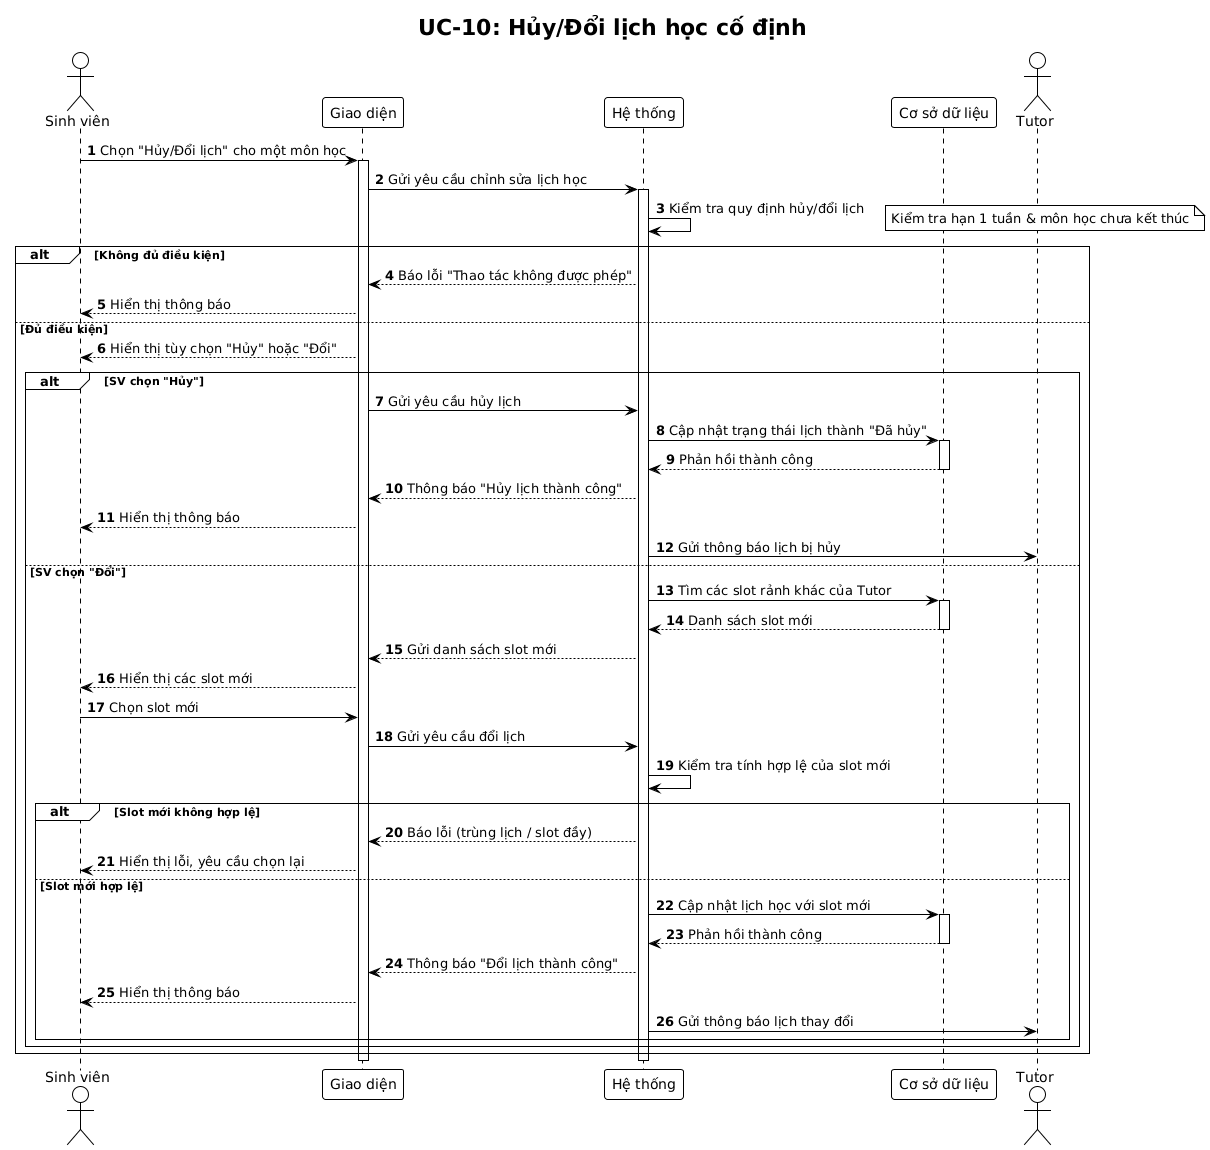 UC-10: Hủy/Đổi lịch học cố định
Sinh viên
Giao diện
Hệ thống
Cơ sở dữ liệu
Tutor
1 Chọn "Hủy/Đổi lịch" cho một môn học
2 Gửi yêu cầu chỉnh sửa lịch học
3 Kiểm tra quy định hủy/đổi lịch
Kiểm tra hạn 1 tuần & môn học chưa kết thúc
alt [Không đủ điều kiện]
4 Báo lỗi "Thao tác không được phép"
5 Hiển thị thông báo
[Đủ điều kiện]
6 Hiển thị tùy chọn "Hủy" hoặc "Đổi"
alt [SV chọn "Hủy"]
7 Gửi yêu cầu hủy lịch
8 Cập nhật trạng thái lịch thành "Đã hủy"
9 Phản hồi thành công
10 Thông báo "Hủy lịch thành công"
11 Hiển thị thông báo
12 Gửi thông báo lịch bị hủy
[SV chọn "Đổi"]
13 Tìm các slot rảnh khác của Tutor
14 Danh sách slot mới
15 Gửi danh sách slot mới
16 Hiển thị các slot mới
17 Chọn slot mới
18 Gửi yêu cầu đổi lịch
19 Kiểm tra tính hợp lệ của slot mới
alt [Slot mới không hợp lệ]
20 Báo lỗi (trùng lịch / slot đầy)
21 Hiển thị lỗi, yêu cầu chọn lại
[Slot mới hợp lệ]
22 Cập nhật lịch học với slot mới
23 Phản hồi thành công
24 Thông báo "Đổi lịch thành công"
25 Hiển thị thông báo
26 Gửi thông báo lịch thay đổi
Sinh viên
Giao diện
Hệ thống
Cơ sở dữ liệu
Tutor